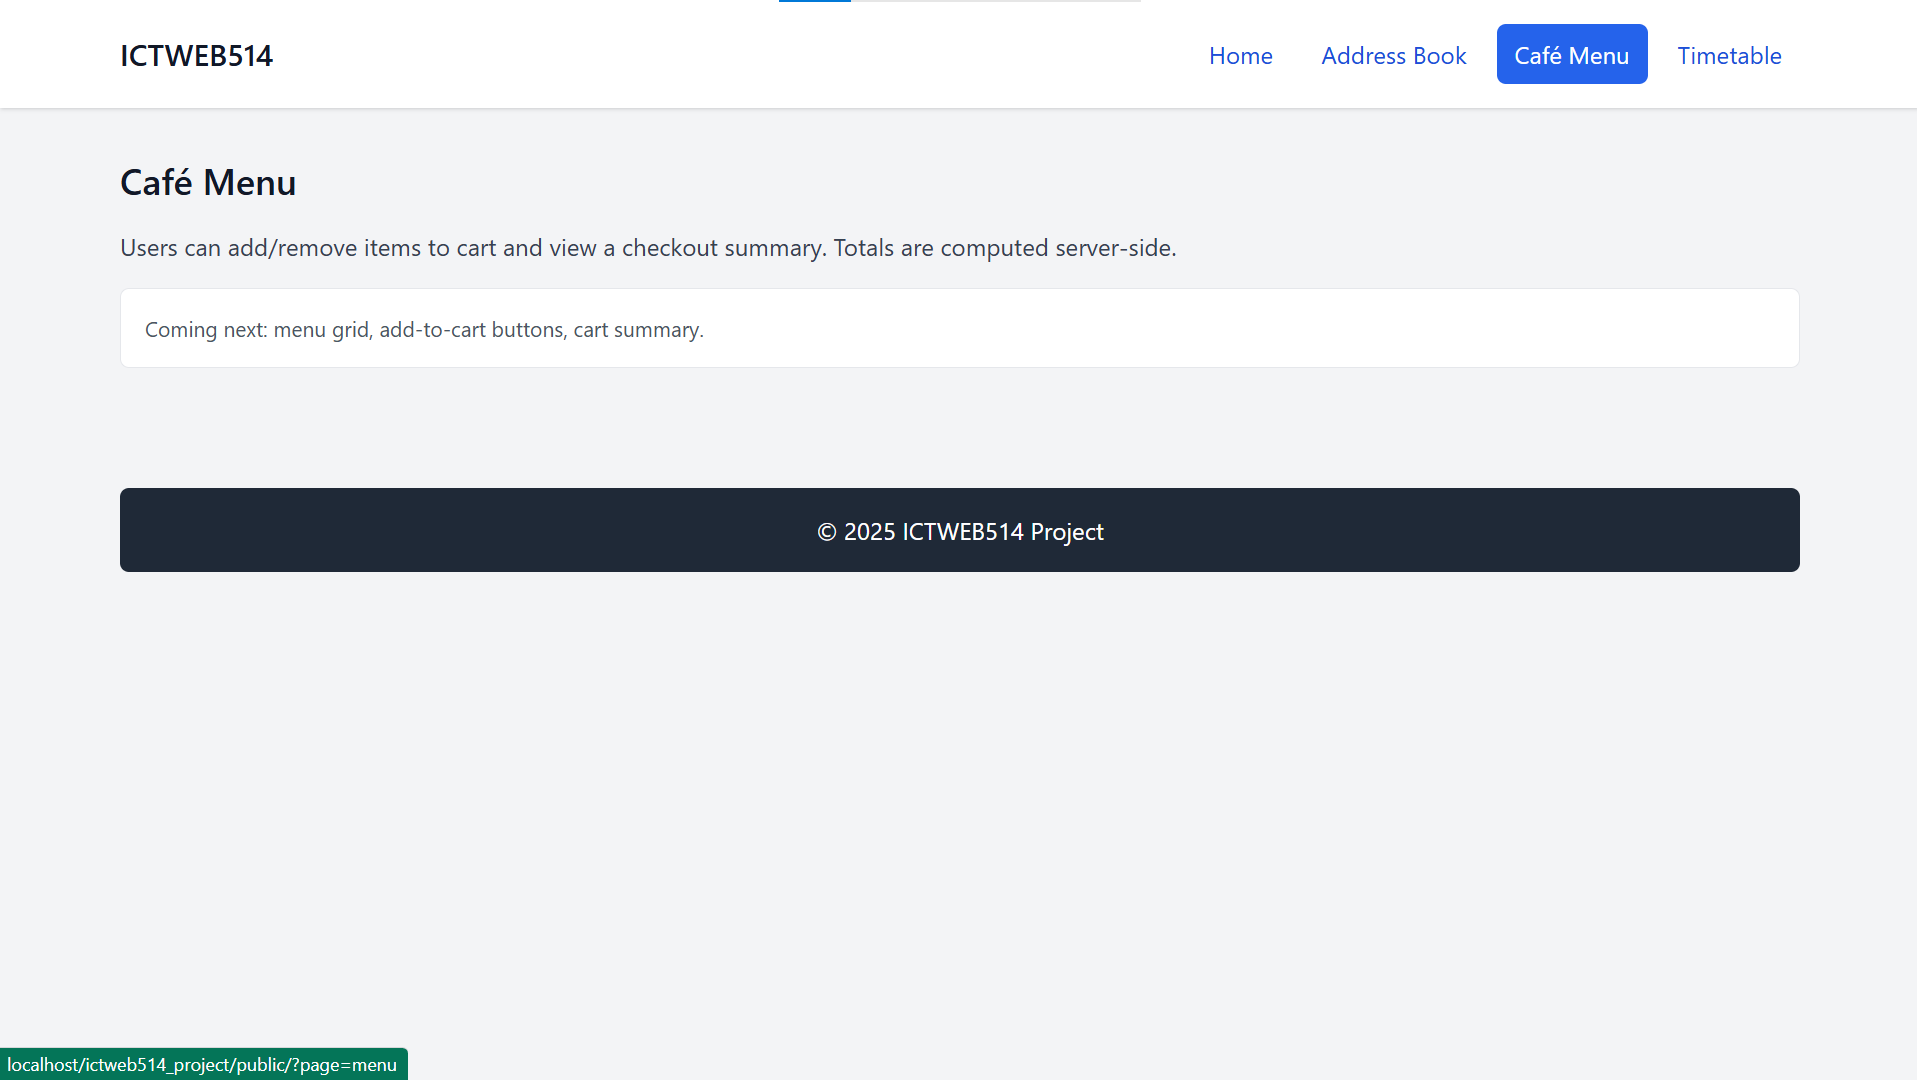 ICTWEB514
Home Address Book Café Menu Timetable
Café Menu
Users can add/remove items to cart and view a checkout summary. Totals are computed server-side.
Coming next: menu grid, add-to-cart buttons, cart summary.
© 2025 ICTWEB514 Project
localhost/ictweb514_project/public/?page=menu